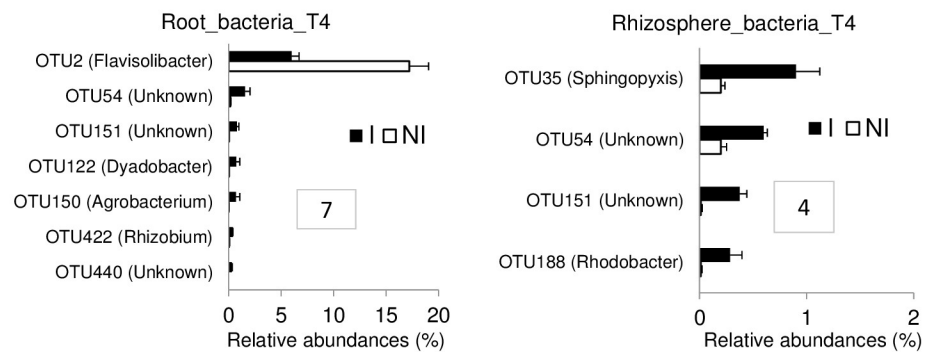 Root_bacteria_T4
OTU2 (Flavisolibacter)
OTU54 (Unknown)
OTU151 (Unknown)
OTU122 (Dyadobacter)
OTU150 (Agrobacterium)
OTU422 (Rhizobium)
OTU440 (Unknown)
I NI
7
0 5 10 15 20
Relative abundances (%)
Rhizosphere_bacteria_T4
OTU35 (Sphingopyxis)
OTU54 (Unknown)
OTU151 (Unknown)
OTU188 (Rhodobacter)
I NI
4
0 1 2
Relative abundances (%)